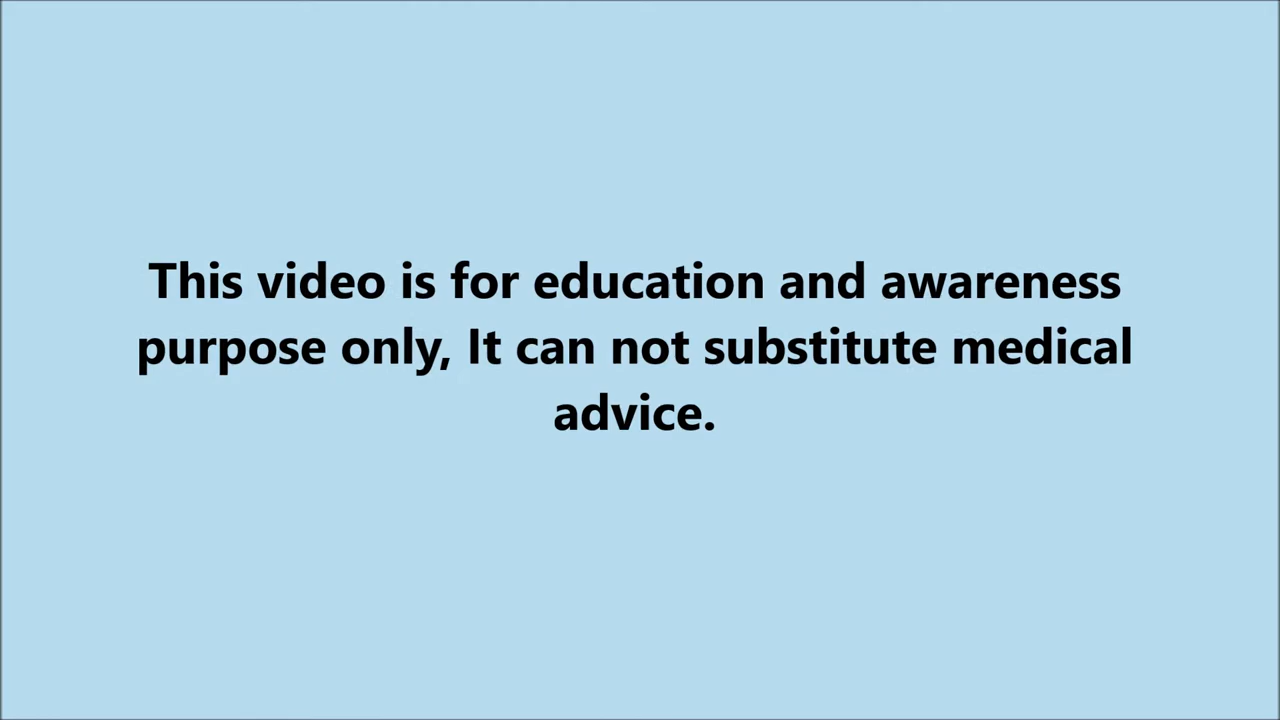 This video is for education and awareness
purpose only, It can not substitute medical
advice.